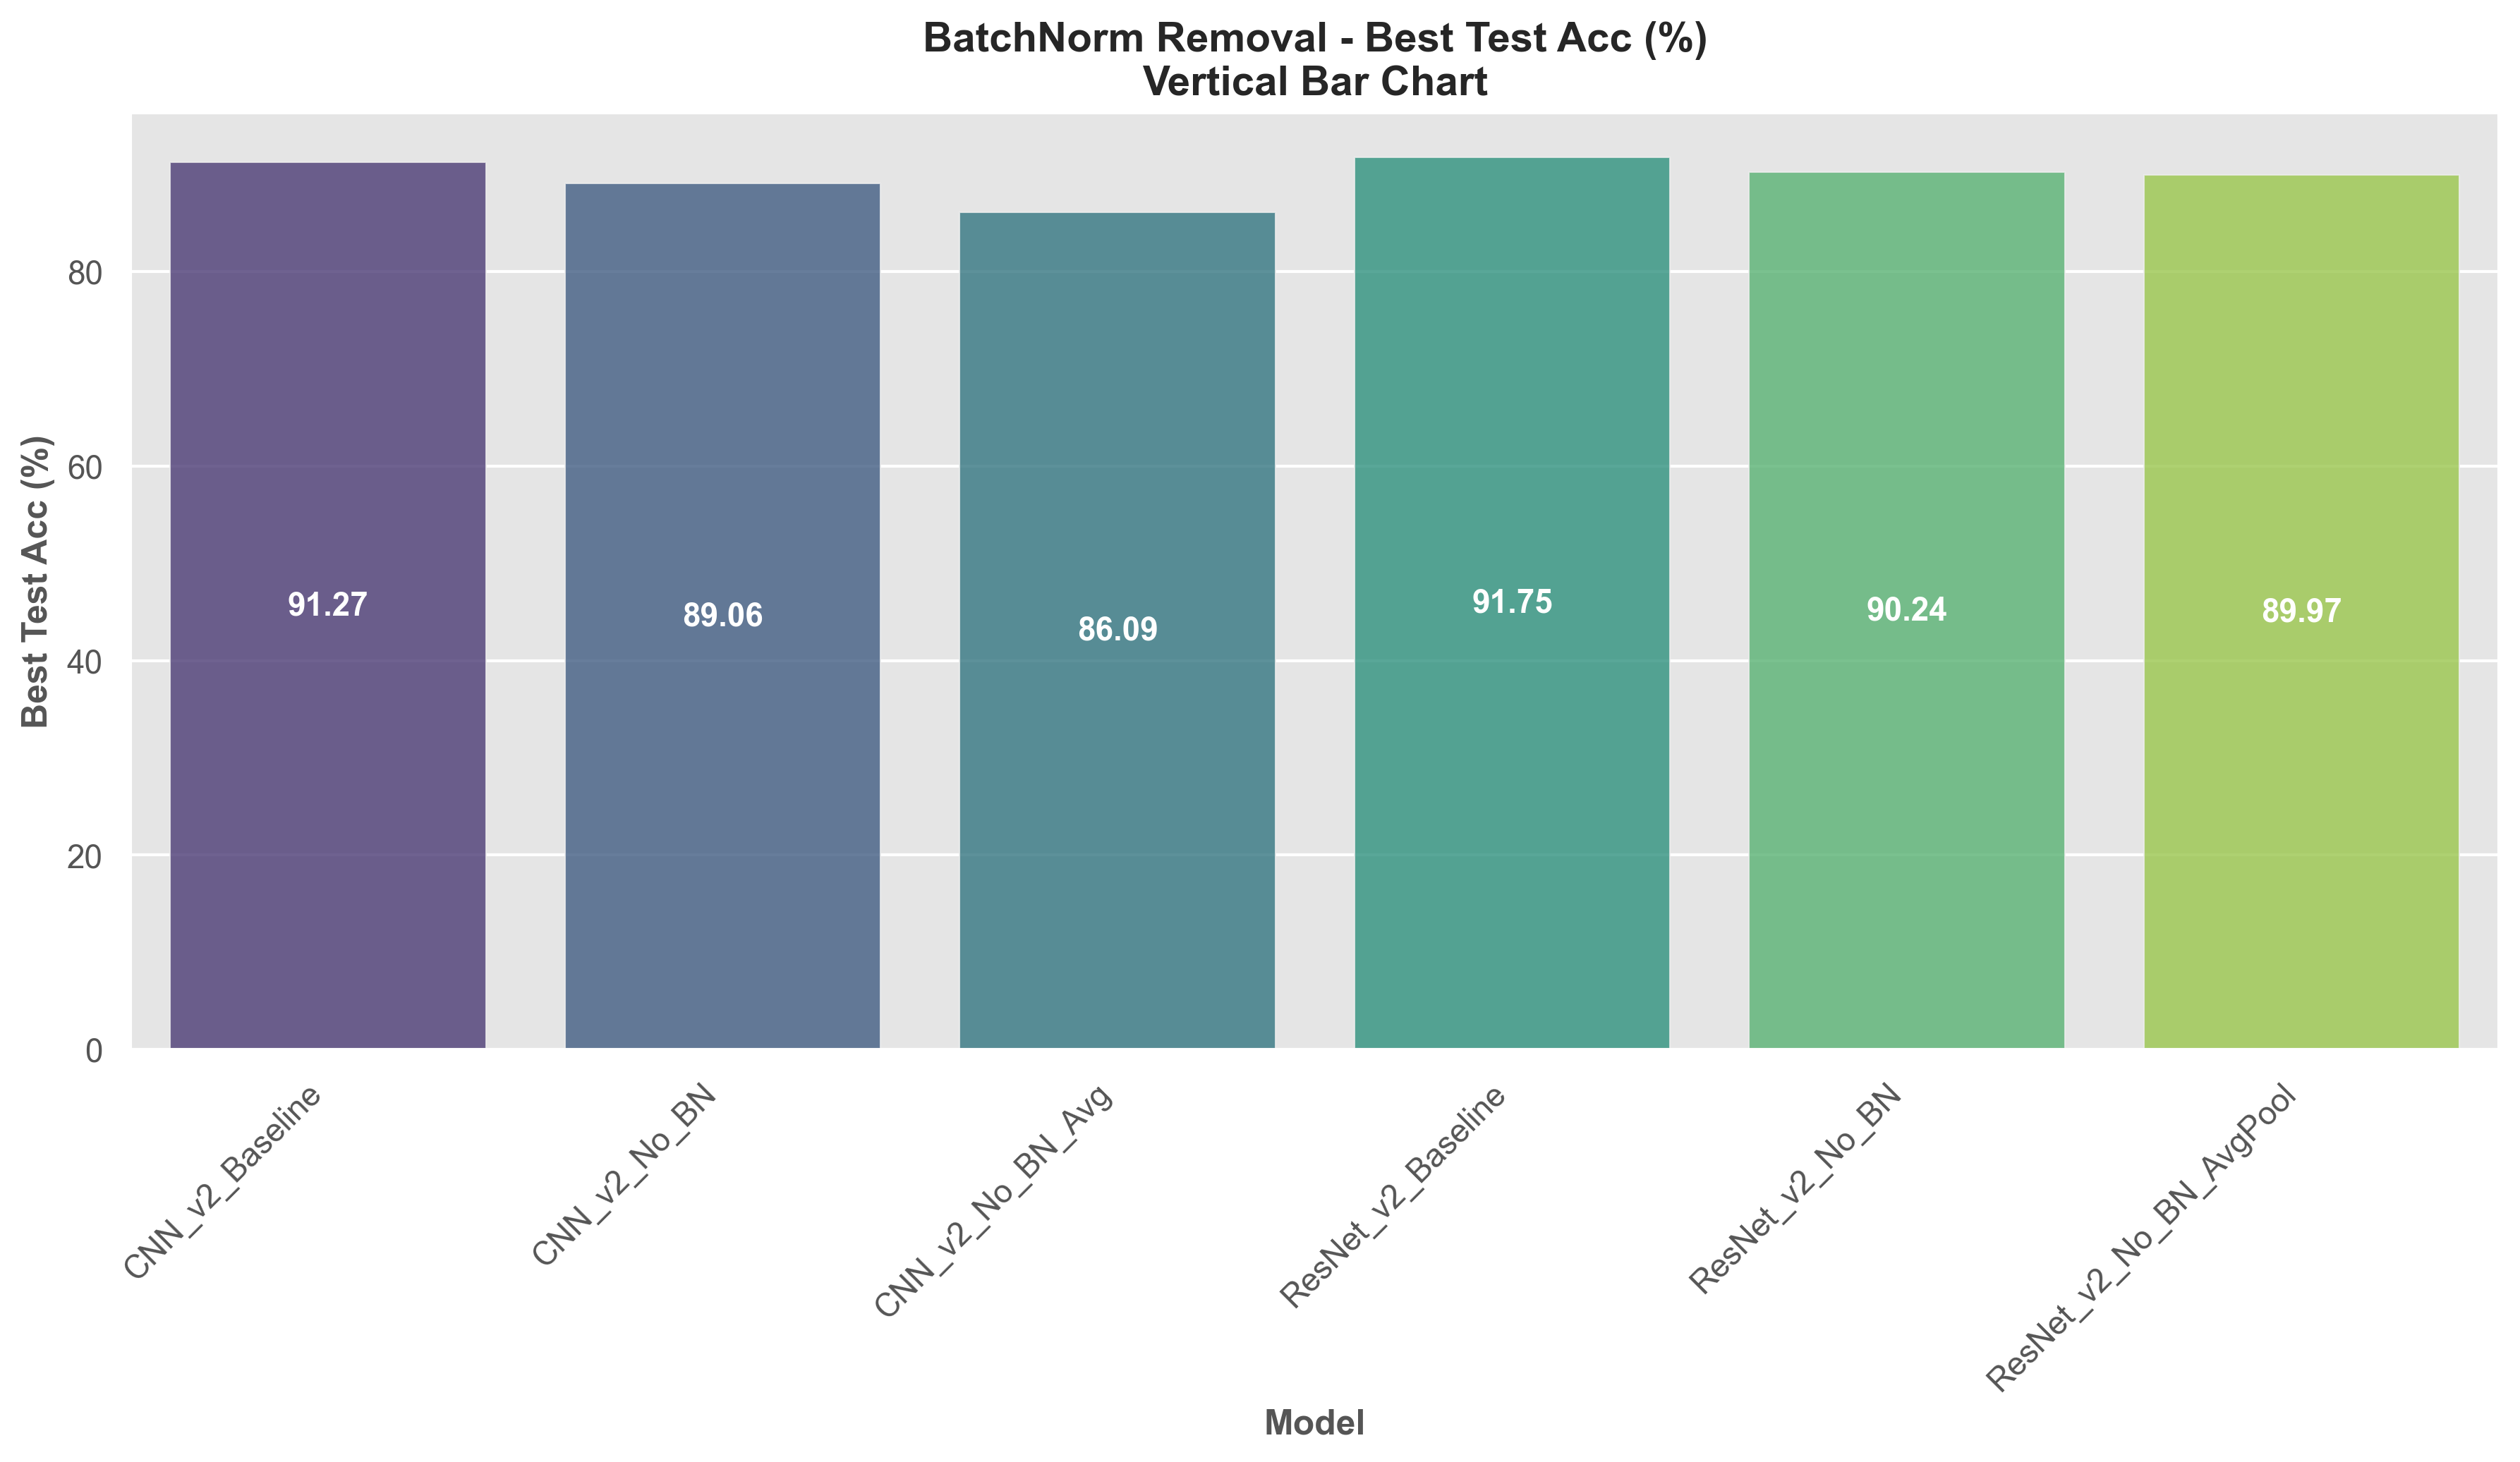 BatchNorm Removal - Best Test Acc (%)
Vertical Bar Chart
Best Test Acc (%)
80
60
40
20
0
91.27
89.06
86.09
91.75
90.24
89.97
CNN_v2_Baseline
CNN_v2_No_BN
CNN_v2_No_BN_Avg
ResNet_v2_Baseline
ResNet_v2_No_BN
ResNet_v2_No_BN_AvgPool
Model